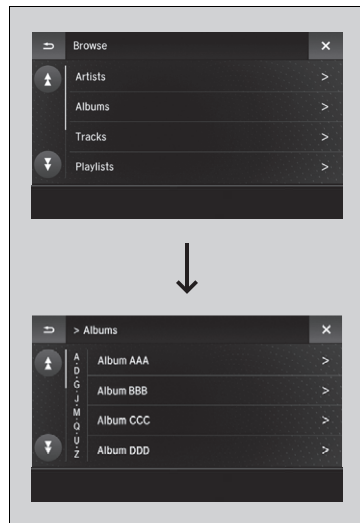 Browse
Artists >
Albums >
Tracks >
Playlists >
> Albums
A·D·G·J·M·Q·U·Z
Album AAA >
Album BBB >
Album CCC >
Album DDD >